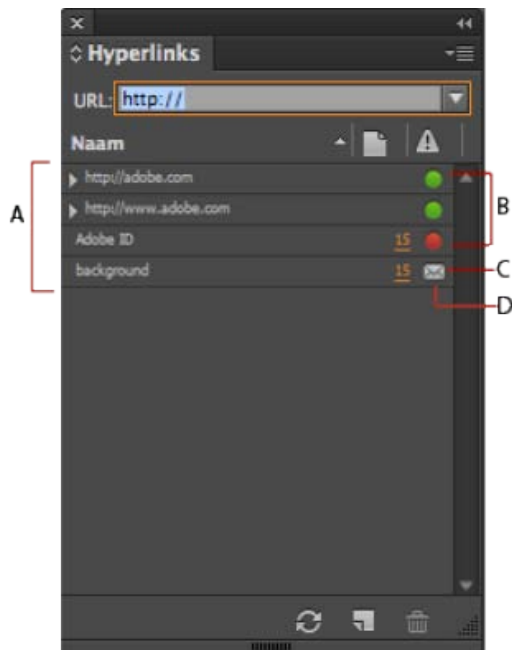 Hyperlinks
URL: http://
Naam
A
http://adobe.com
B
http://www.adobe.com
Adobe ID 15
background 15
C
D